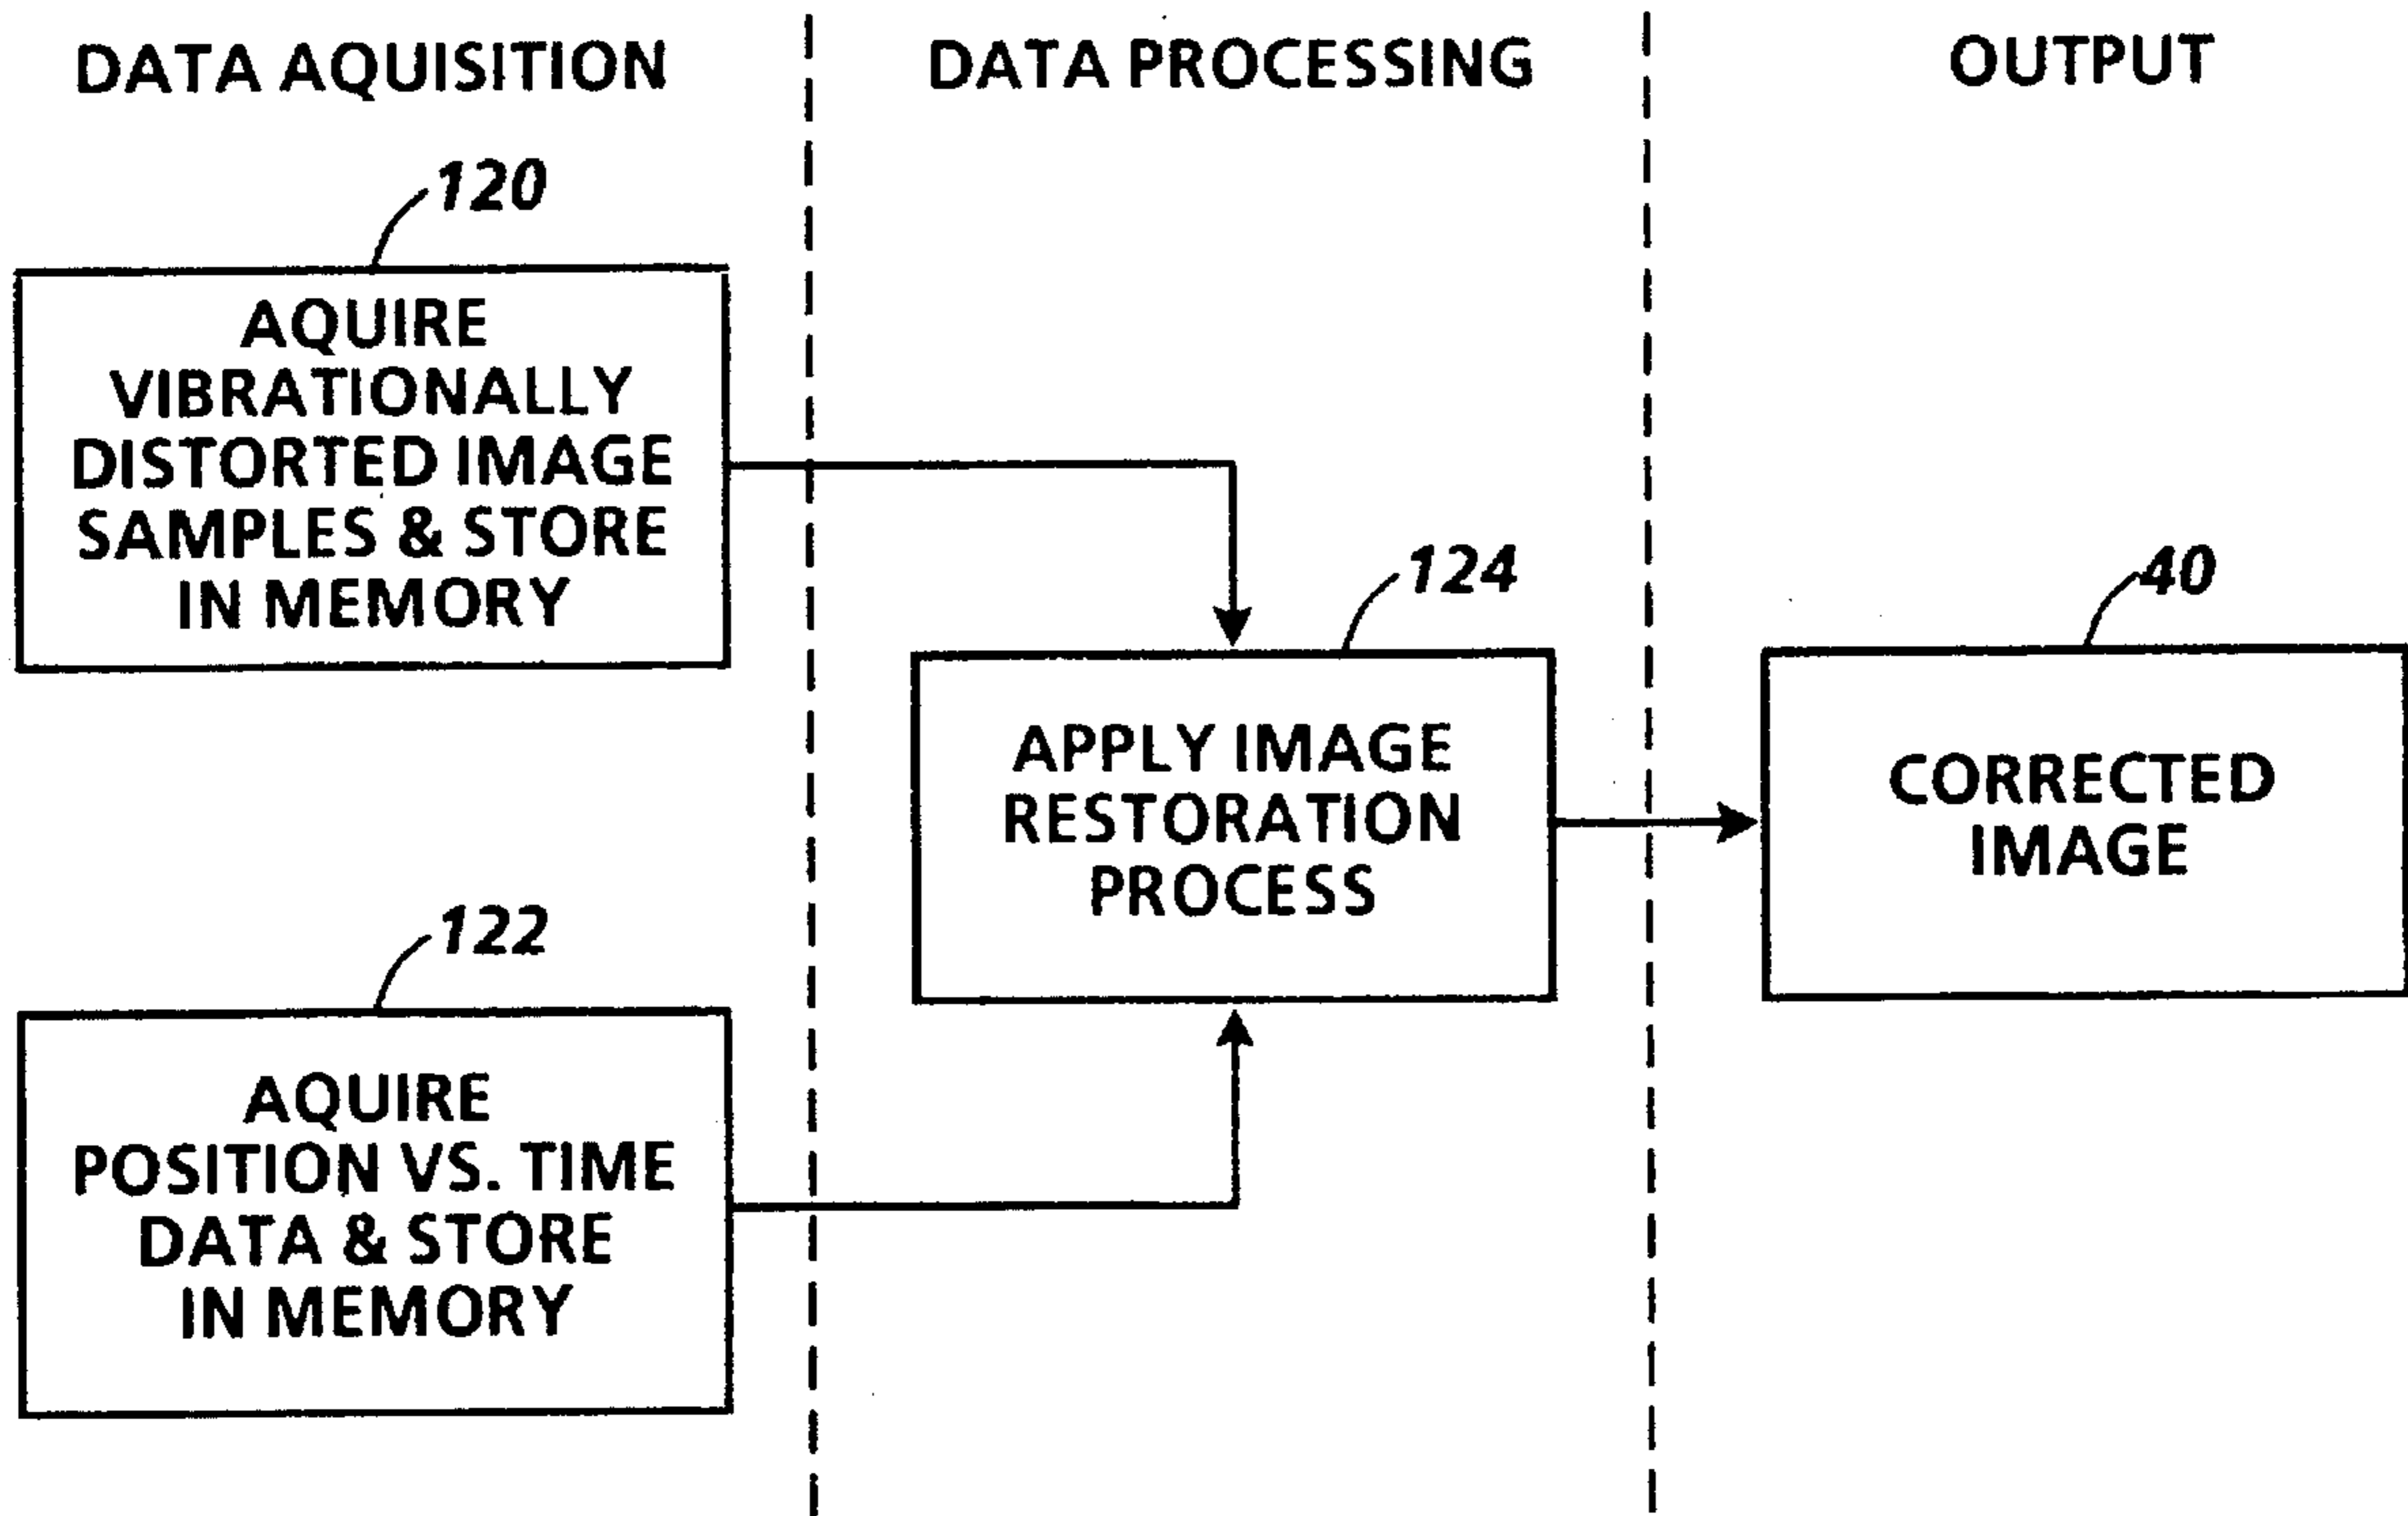 DATA AQUISITION
DATA PROCESSING
OUTPUT
120
AQUIRE
VIBRATIONALLY
DISTORTED IMAGE
SAMPLES & STORE
IN MEMORY
122
AQUIRE
POSITION VS. TIME
DATA & STORE
IN MEMORY
124
APPLY IMAGE
RESTORATION
PROCESS
40
CORRECTED
IMAGE